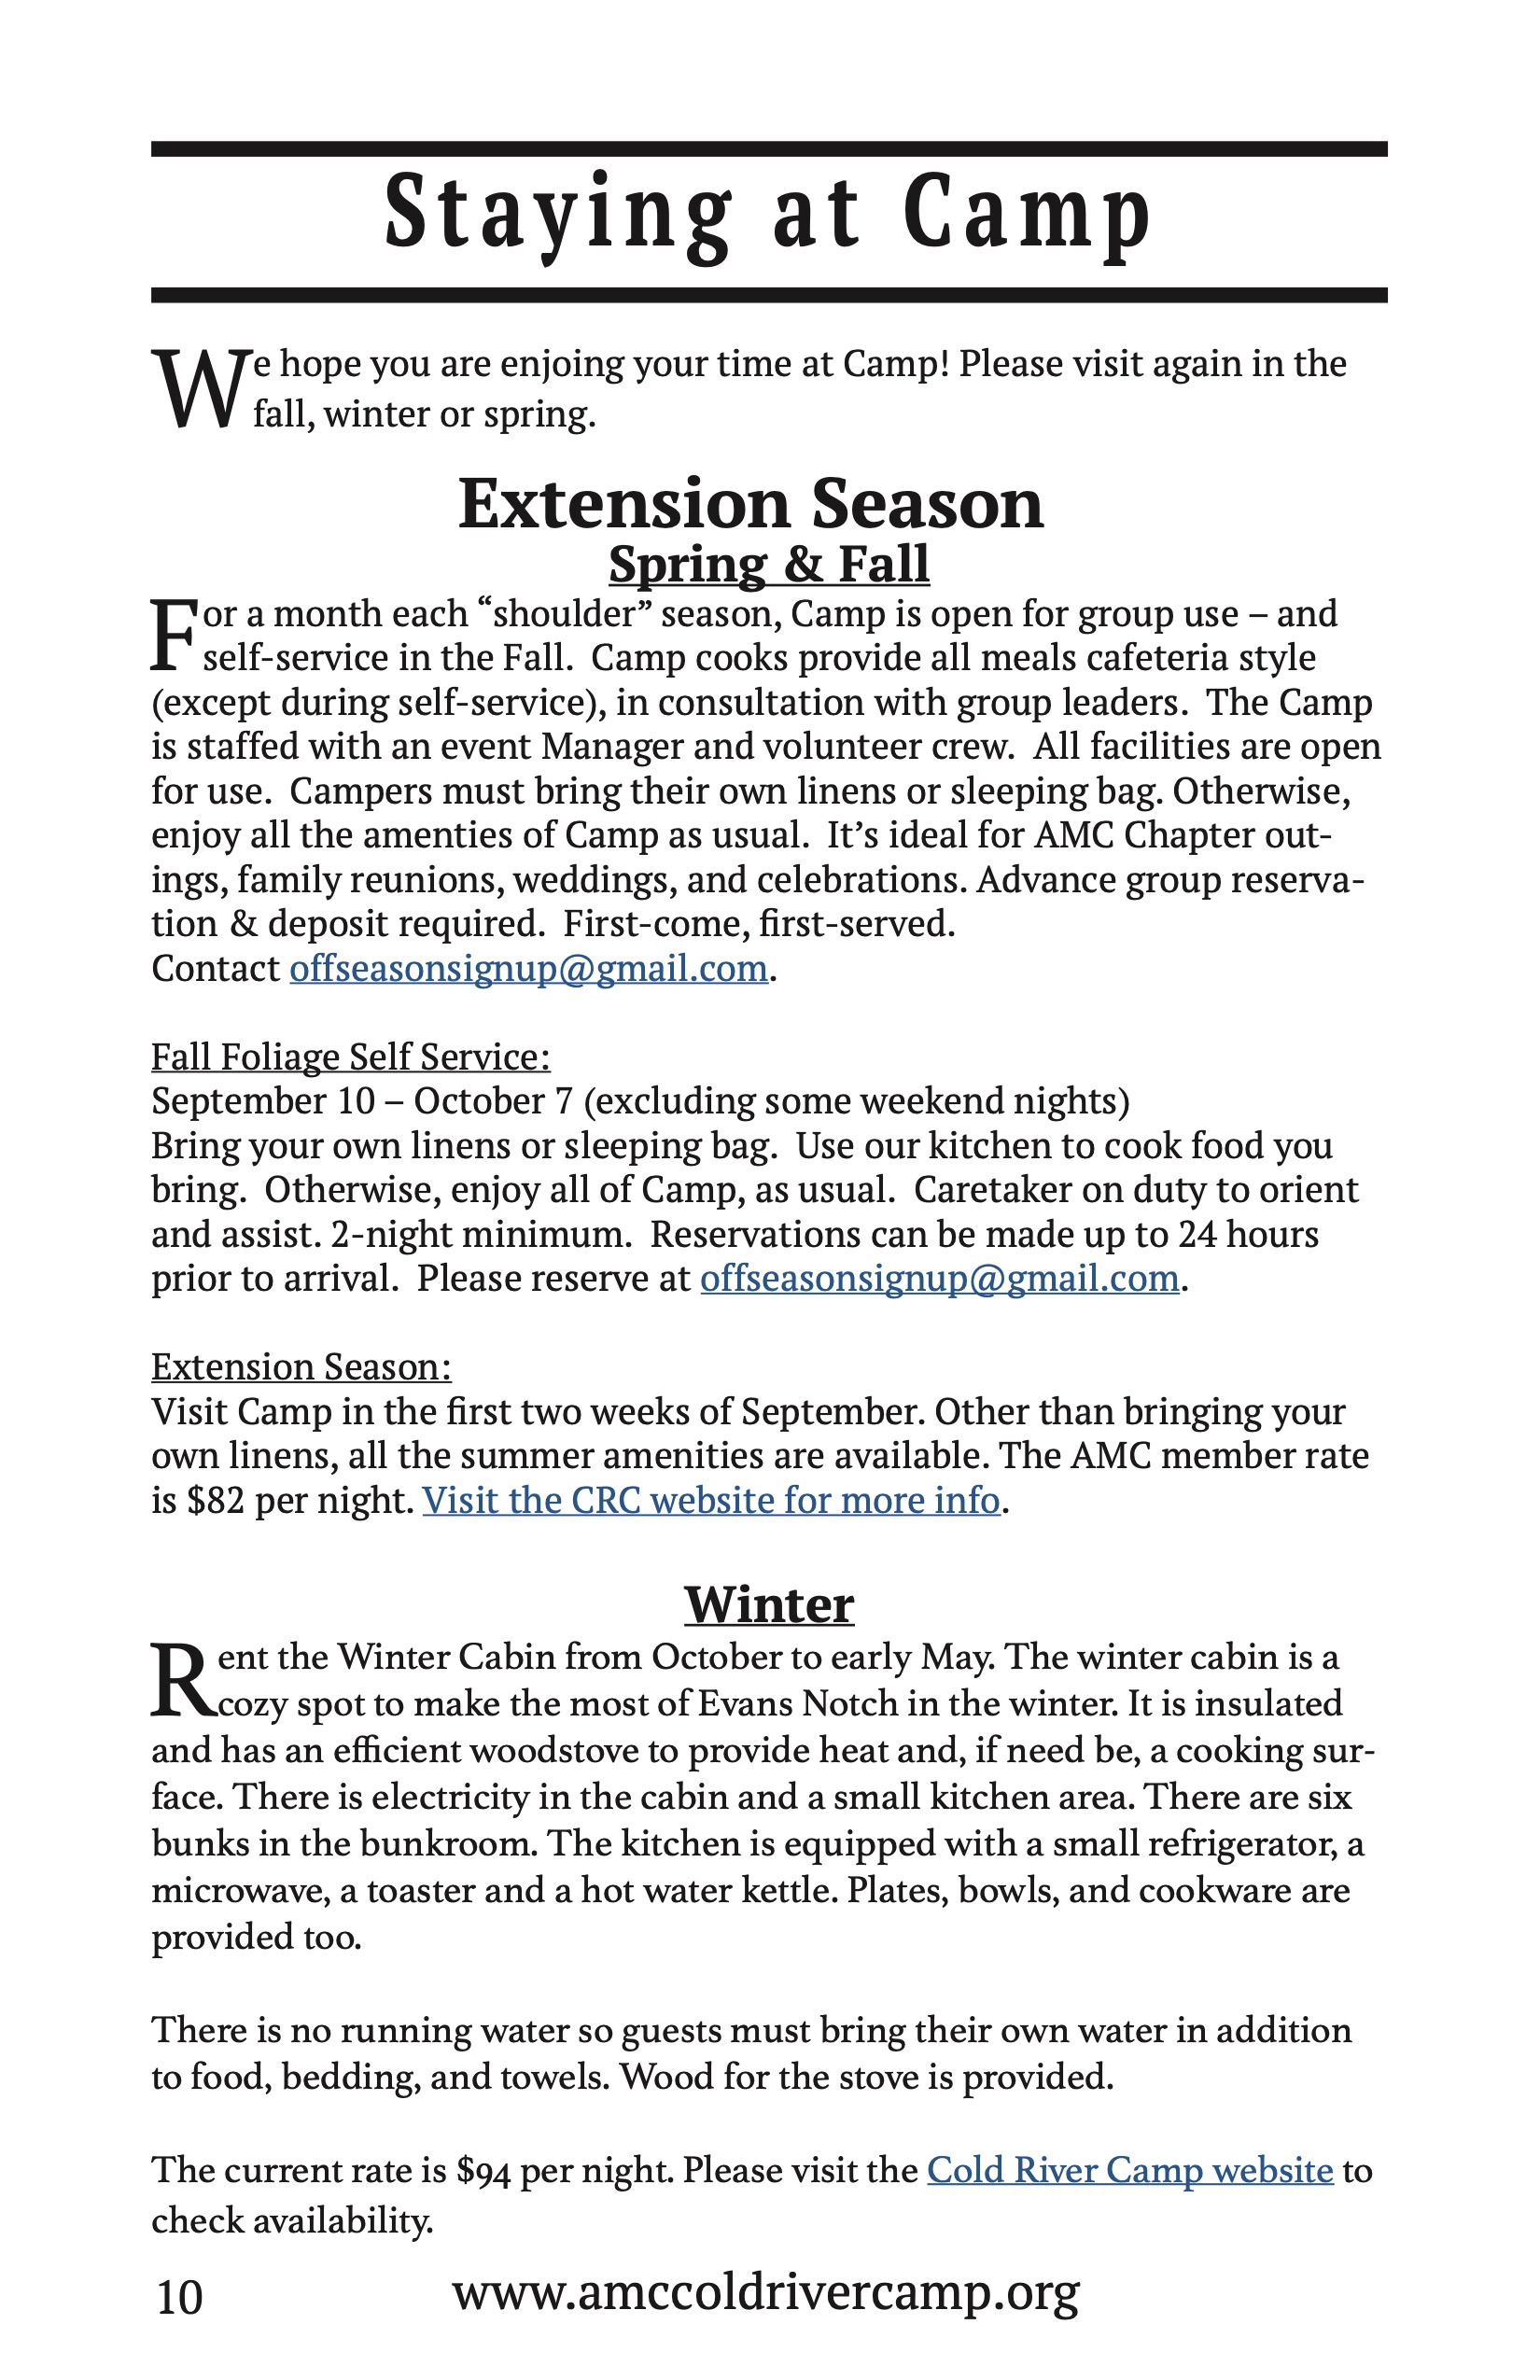 Staying at Camp
We hope you are enjoing your time at Camp! Please visit again in the
fall, winter or spring.
Extension Season
Spring & Fall
For a month each “shoulder” season, Camp is open for group use – and
self-service in the Fall.  Camp cooks provide all meals cafeteria style
(except during self-service), in consultation with group leaders.  The Camp
is staffed with an event Manager and volunteer crew.  All facilities are open
for use.  Campers must bring their own linens or sleeping bag. Otherwise,
enjoy all the amenties of Camp as usual.  It’s ideal for AMC Chapter out-
ings, family reunions, weddings, and celebrations. Advance group reserva-
tion & deposit required.  First-come, first-served.
Contact offseasonsignup@gmail.com.
Fall Foliage Self Service:
September 10 – October 7 (excluding some weekend nights)
Bring your own linens or sleeping bag.  Use our kitchen to cook food you
bring.  Otherwise, enjoy all of Camp, as usual.  Caretaker on duty to orient
and assist. 2-night minimum.  Reservations can be made up to 24 hours
prior to arrival.  Please reserve at offseasonsignup@gmail.com.
Extension Season:
Visit Camp in the first two weeks of September. Other than bringing your
own linens, all the summer amenities are available. The AMC member rate
is $82 per night. Visit the CRC website for more info.
Winter
Rent the Winter Cabin from October to early May. The winter cabin is a
cozy spot to make the most of Evans Notch in the winter. It is insulated
and has an efficient woodstove to provide heat and, if need be, a cooking sur-
face. There is electricity in the cabin and a small kitchen area. There are six
bunks in the bunkroom. The kitchen is equipped with a small refrigerator, a
microwave, a toaster and a hot water kettle. Plates, bowls, and cookware are
provided too.
There is no running water so guests must bring their own water in addition
to food, bedding, and towels. Wood for the stove is provided.
The current rate is $94 per night. Please visit the Cold River Camp website to
check availability.
10 www.amccoldrivercamp.org